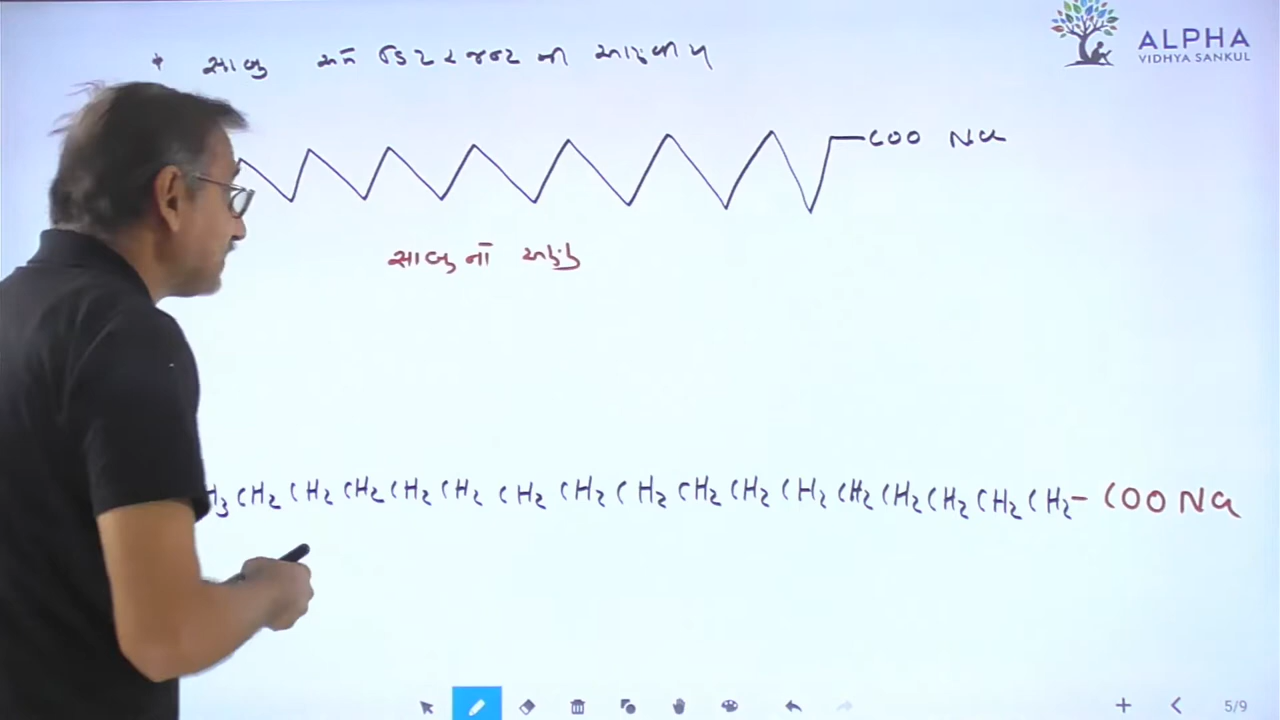 * સાબુ અને ડિટરજન્ટ ની
ALPHA
VIDHYA SANKUL
COO Na
સાબુ નો અણુ
H3 CH2 CH2 CH2 CH2 CH2 CH2 CH2 CH2 CH2 CH2 CH2 CH2 CH2 CH2 CH2 CH2 - COO Na
5/9